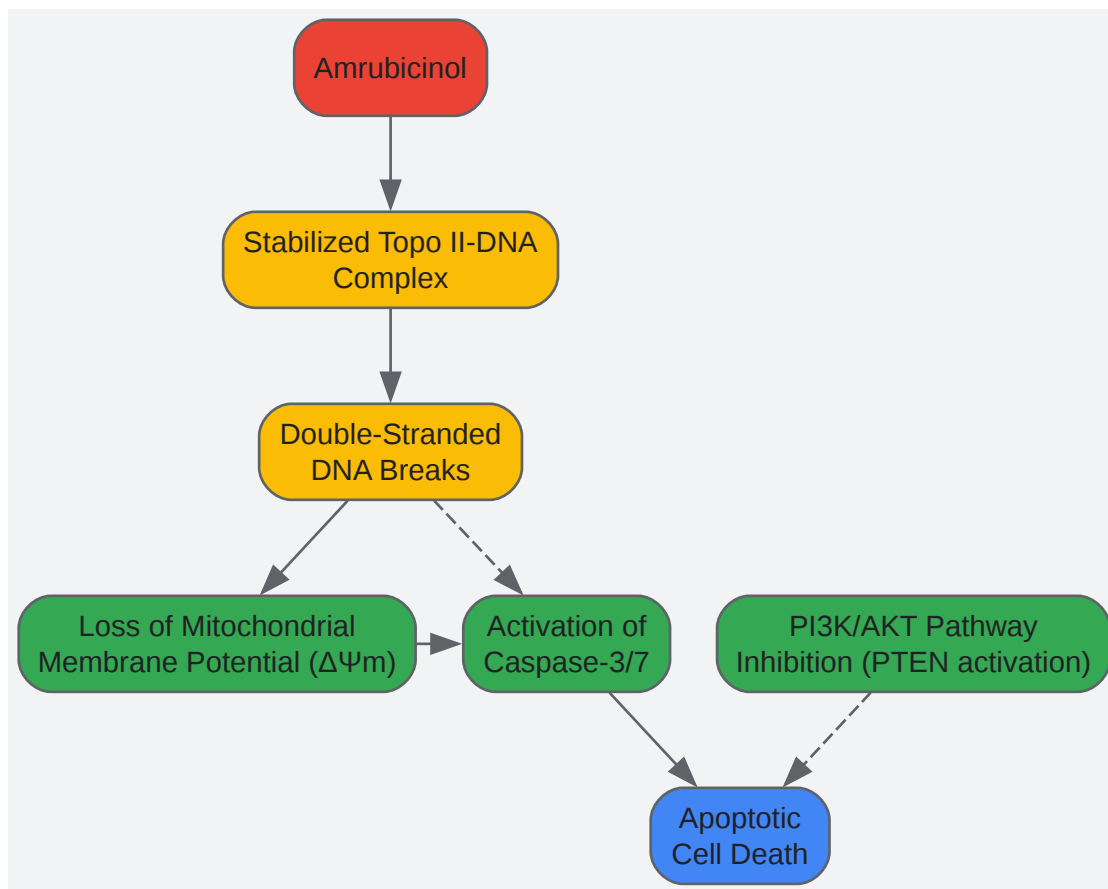 Amrubicinol
Stabilized Topo II-DNA
Complex
Double-Stranded
DNA Breaks
Loss of Mitochondrial
Membrane Potential (ΔΨm)
Activation of
Caspase-3/7
PI3K/AKT Pathway
Inhibition (PTEN activation)
Apoptotic
Cell Death